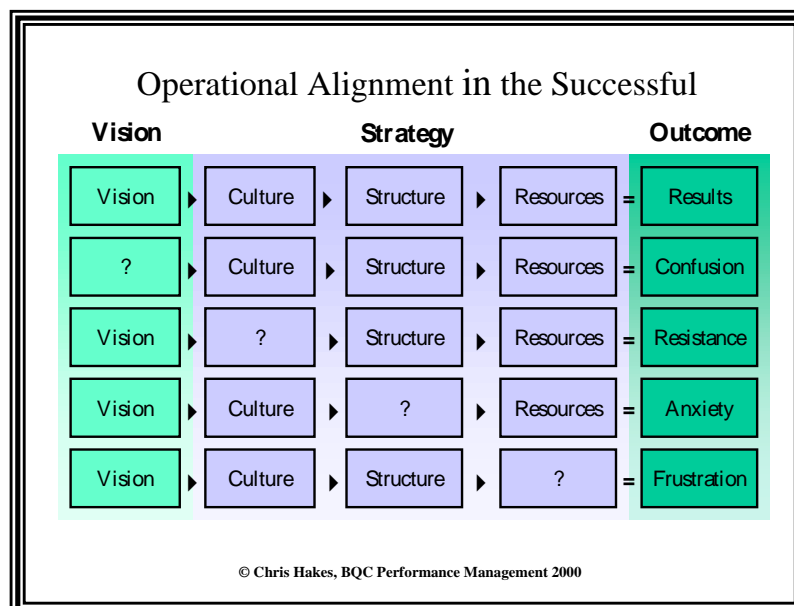 Operational Alignment in the Successful
Vision Strategy Outcome
Vision Culture Structure Resources = Results
? Culture Structure Resources = Confusion
Vision ? Structure Resources = Resistance
Vision Culture ? Resources = Anxiety
Vision Culture Structure ? = Frustration
© Chris Hakes, BQC Performance Management 2000